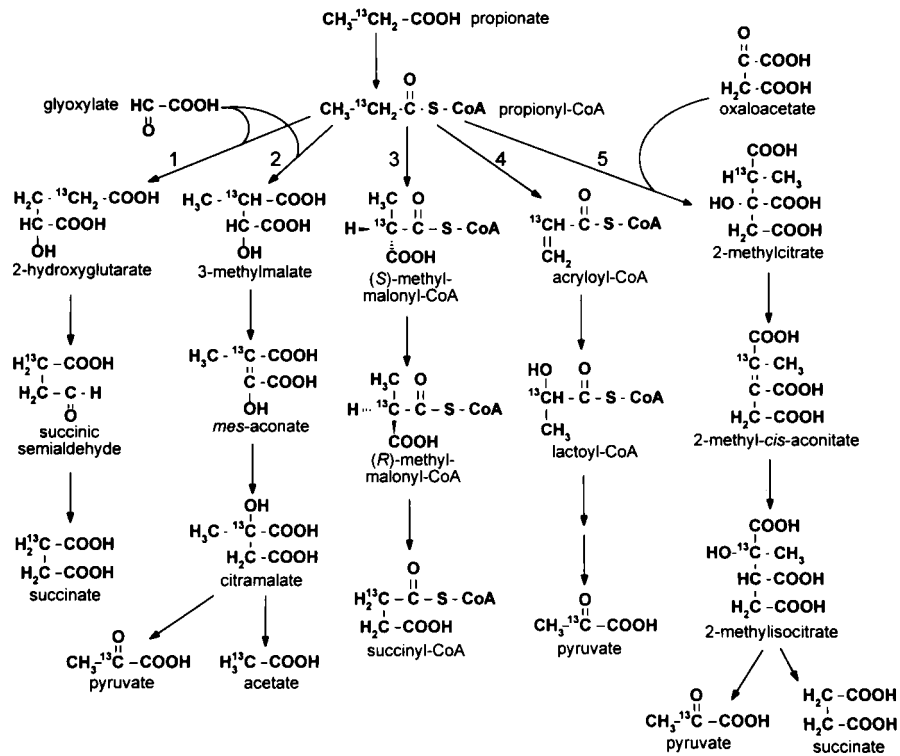 CH3-13CH2-COOH propionate
glyoxylate HC-COOH
O
O
CH3-13CH2-C-S-CoA propionyl-CoA
O
C-COOH
H2C-COOH
oxaloacetate
1
2
3
4
5
H2C-13CH2-COOH
HC-COOH
OH
2-hydroxyglutarate
H3C-13CH-COOH
HC-COOH
OH
3-methylmalate
H3C O
H-13C-C-S-CoA
COOH
(S)-methyl-
malonyl-CoA
O
13CH-C-S-CoA
CH2
acryloyl-CoA
COOH
H13C-CH3
HO-C-COOH
H2C-COOH
2-methylcitrate
H213C-COOH
H2C-C-H
O
succinic
semialdehyde
H3C-13C-COOH
C-COOH
OH
mes-aconate
H3C O
H···13C-C-S-CoA
COOH
(R)-methyl-
malonyl-CoA
HO O
13CH-C-S-CoA
CH3
lactoyl-CoA
COOH
13C-CH3
C-COOH
H2C-COOH
2-methyl-cis-aconitate
H213C-COOH
H2C-COOH
succinate
OH
H3C-13C-COOH
H2C-COOH
citramalate
O
H213C-C-S-CoA
H2C-COOH
succinyl-CoA
O
CH3-13C-COOH
pyruvate
COOH
HO-13C-CH3
HC-COOH
H2C-COOH
2-methylisocitrate
O
CH3-13C-COOH
pyruvate
H313C-COOH
acetate
O
CH3-13C-COOH
pyruvate
H2C-COOH
H2C-COOH
succinate